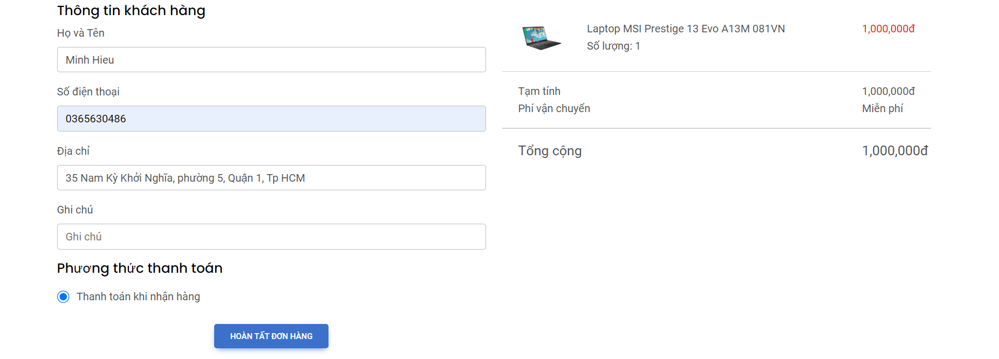 Thông tin khách hàng
Họ và Tên
Minh Hieu
Số điện thoại
0365630486
Địa chỉ
35 Nam Kỳ Khởi Nghĩa, phường 5, Quận 1, Tp HCM
Ghi chú
Ghi chú
Phương thức thanh toán
Thanh toán khi nhận hàng
HOÀN TẤT ĐƠN HÀNG
Laptop MSI Prestige 13 Evo A13M 081VN 1,000,000đ
Số lượng: 1
Tạm tính 1,000,000đ
Phí vận chuyển Miễn phí
Tổng cộng 1,000,000đ